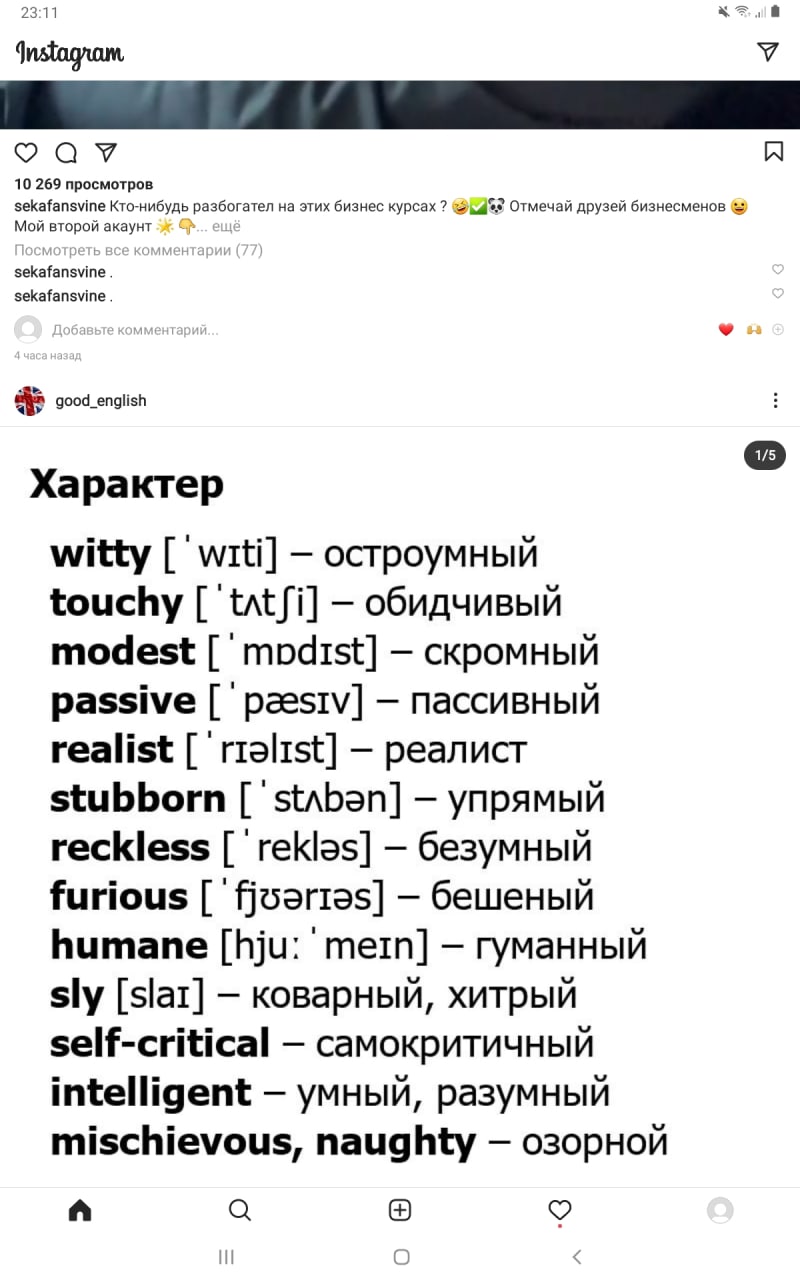 23:11
Instagram
10 269 просмотров
sekafansvine Кто-нибудь разбогател на этих бизнес курсах ? 🤣✅🐼 Отмечай друзей бизнесменов 😆
Мой второй акаунт 🌟 👇... ещё
Посмотреть все комментарии (77)
sekafansvine .
sekafansvine .
Добавьте комментарий...
4 часа назад
good_english
1/5
Характер
witty [ˈwɪti] – остроумный
touchy [ˈtʌtʃi] – обидчивый
modest [ˈmɒdɪst] – скромный
passive [ˈpæsɪv] – пассивный
realist [ˈrɪəlɪst] – реалист
stubborn [ˈstʌbən] – упрямый
reckless [ˈrekləs] – безумный
furious [ˈfjʊərɪəs] – бешеный
humane [hjuːˈmeɪn] – гуманный
sly [slaɪ] – коварный, хитрый
self-critical – самокритичный
intelligent – умный, разумный
mischievous, naughty – озорной